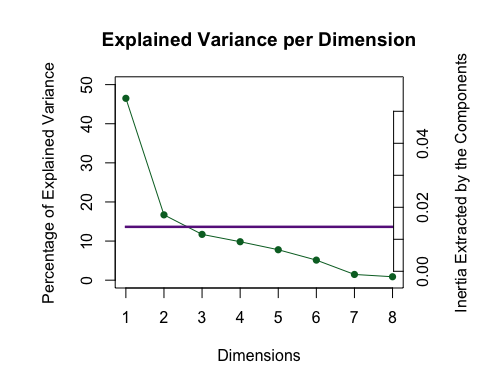 Explained Variance per Dimension
Percentage of Explained Variance
50
40
30
20
10
0
0.04
0.02
0.00
Inertia Extracted by the Components
1 2 3 4 5 6 7 8
Dimensions